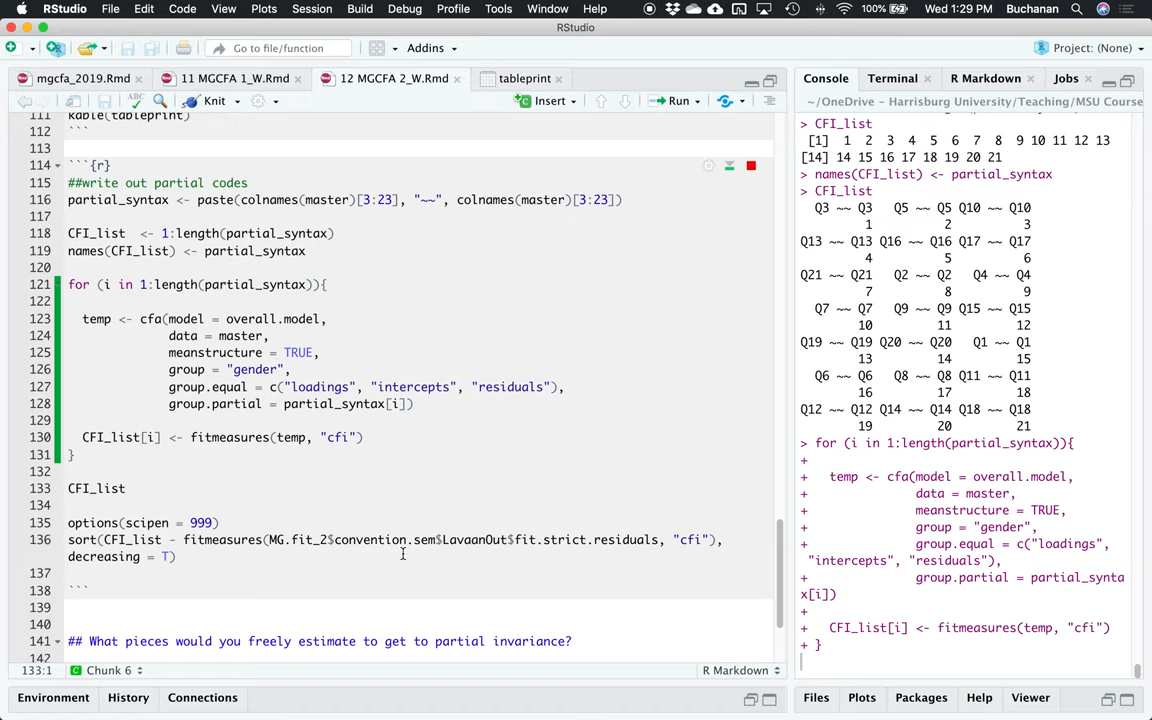 RStudio File Edit Code View Plots Session Build Debug Profile Tools Window Help 100% Wed 1:29 PM Buchanan
RStudio
Go to file/function Addins Project: (None)
mgcfa_2019.Rmd 11 MGCFA 1_W.Rmd 12 MGCFA 2_W.Rmd tableprint
ABC Knit Insert Run
111 kable(tableprint)
112 ```
113
114 ```{r}
115 ##write out partial codes
116 partial_syntax <- paste(colnames(master)[3:23], "~~", colnames(master)[3:23])
117
118 CFI_list <- 1:length(partial_syntax)
119 names(CFI_list) <- partial_syntax
120
121 for (i in 1:length(partial_syntax)){
122
123 temp <- cfa(model = overall.model,
124 data = master,
125 meanstructure = TRUE,
126 group = "gender",
127 group.equal = c("loadings", "intercepts", "residuals"),
128 group.partial = partial_syntax[i])
129
130 CFI_list[i] <- fitmeasures(temp, "cfi")
131 }
132
133 CFI_list
134
135 options(scipen = 999)
136 sort(CFI_list - fitmeasures(MG.fit_2$convention.sem$LavaanOut$fit.strict.residuals, "cfi"),
decreasing = T)
137
138 ```
139
140
141 ## What pieces would you freely estimate to get to partial invariance?
142
133:1 Chunk 6 R Markdown
Environment History Connections
Console Terminal R Markdown Jobs
~/OneDrive - Harrisburg University/Teaching/MSU Course
> CFI_list
[1] 1 2 3 4 5 6 7 8 9 10 11 12 13
[14] 14 15 16 17 18 19 20 21
> names(CFI_list) <- partial_syntax
> CFI_list
Q3 ~~ Q3 Q5 ~~ Q5 Q10 ~~ Q10
1 2 3
Q13 ~~ Q13 Q16 ~~ Q16 Q17 ~~ Q17
4 5 6
Q21 ~~ Q21 Q2 ~~ Q2 Q4 ~~ Q4
7 8 9
Q7 ~~ Q7 Q9 ~~ Q9 Q15 ~~ Q15
10 11 12
Q19 ~~ Q19 Q20 ~~ Q20 Q1 ~~ Q1
13 14 15
Q6 ~~ Q6 Q8 ~~ Q8 Q11 ~~ Q11
16 17 18
Q12 ~~ Q12 Q14 ~~ Q14 Q18 ~~ Q18
19 20 21
> for (i in 1:length(partial_syntax)){
+
+ temp <- cfa(model = overall.model,
+ data = master,
+ meanstructure = TRUE,
+ group = "gender",
+ group.equal = c("loadings",
"intercepts", "residuals"),
+ group.partial = partial_synta
x[i])
+
+ CFI_list[i] <- fitmeasures(temp, "cfi")
+ }
Files Plots Packages Help Viewer